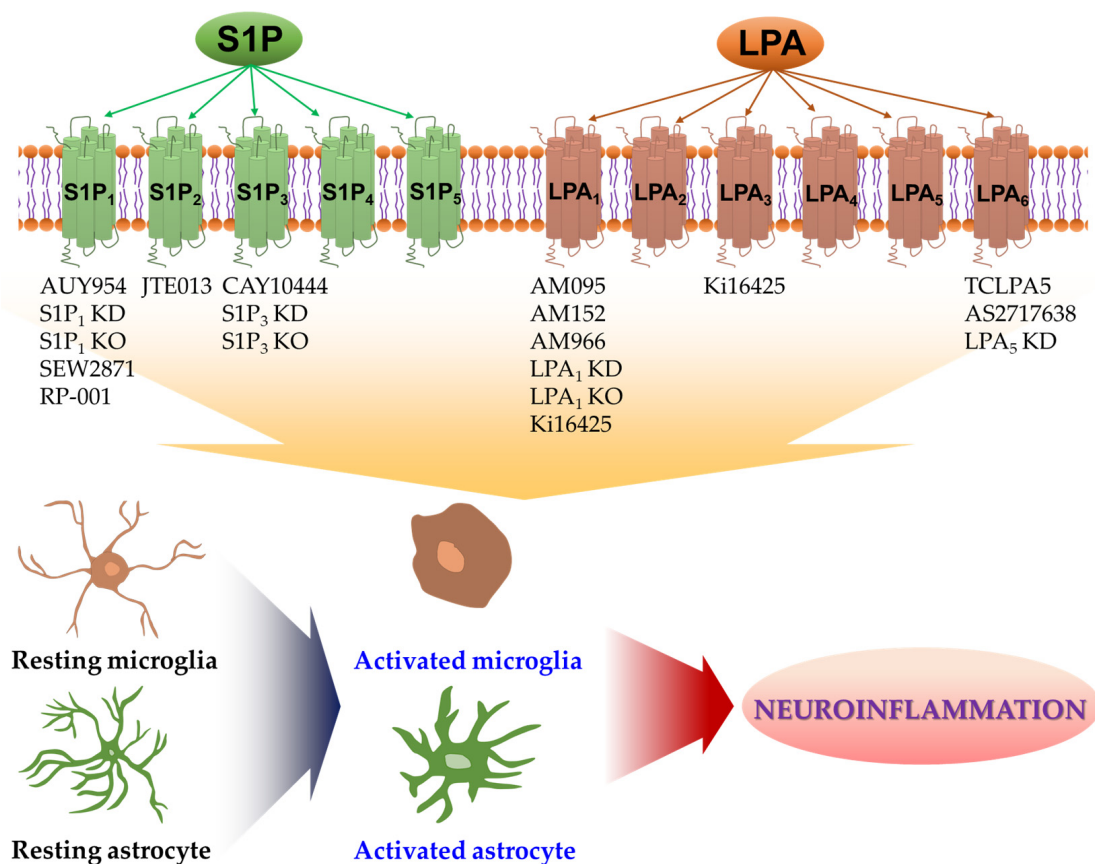 S1P
LPA
S1P₁
S1P₂
S1P₃
S1P₄
S1P₅
LPA₁
LPA₂
LPA₃
LPA₄
LPA₅
LPA₆
AUY954
S1P₁ KD
S1P₁ KO
SEW2871
RP-001
JTE013
CAY10444
S1P₃ KD
S1P₃ KO
AM095
AM152
AM966
LPA₁ KD
LPA₁ KO
Ki16425
Ki16425
TCLPA5
AS2717638
LPA₅ KD
Resting microglia
Activated microglia
NEUROINFLAMMATION
Resting astrocyte
Activated astrocyte